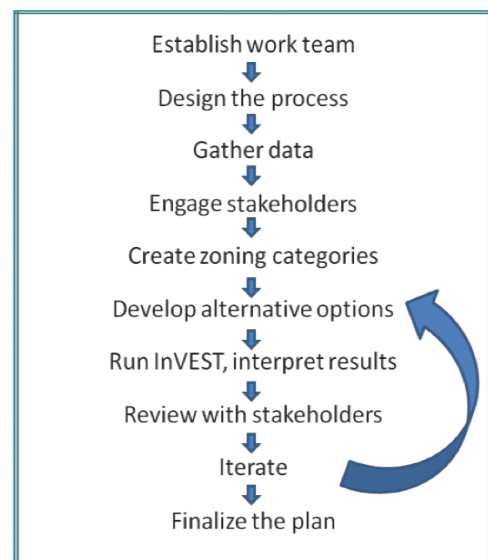 Establish work team
Design the process
Gather data
Engage stakeholders
Create zoning categories
Develop alternative options
Run InVEST, interpret results
Review with stakeholders
Iterate
Finalize the plan